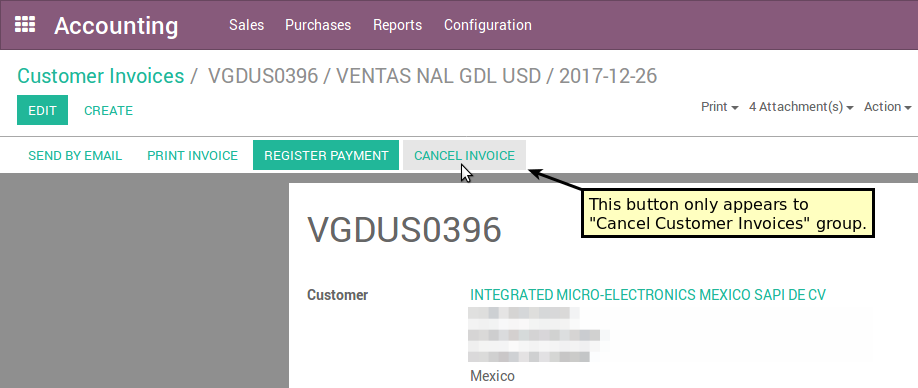 Accounting Sales Purchases Reports Configuration
Customer Invoices / VGDUS0396 / VENTAS NAL GDL USD / 2017-12-26
EDIT CREATE Print 4 Attachment(s) Action
SEND BY EMAIL PRINT INVOICE REGISTER PAYMENT CANCEL INVOICE
This button only appears to
"Cancel Customer Invoices" group.
VGDUS0396
Customer INTEGRATED MICRO-ELECTRONICS MEXICO SAPI DE CV
Mexico